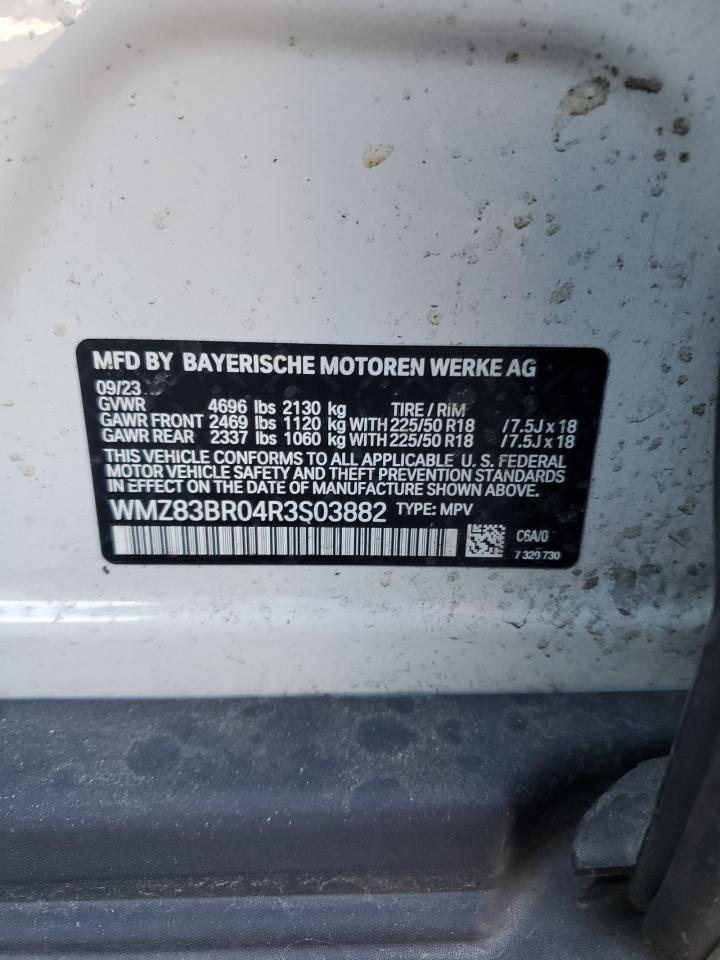 MFD BY BAYERISCHE MOTOREN WERKE AG
09/23
GVWR 4696 lbs 2130 kg TIRE / RIM
GAWR FRONT 2469 lbs 1120 kg WITH 225/50 R18 /7.5J x 18
GAWR REAR 2337 lbs 1060 kg WITH 225/50 R18 /7.5J x 18
THIS VEHICLE CONFORMS TO ALL APPLICABLE U. S. FEDERAL
MOTOR VEHICLE SAFETY AND THEFT PREVENTION STANDARDS
IN EFFECT ON THE DATE OF MANUFACTURE SHOWN ABOVE.
WMZ83BR04R3S03882 TYPE: MPV
C6A/0
7 329 730